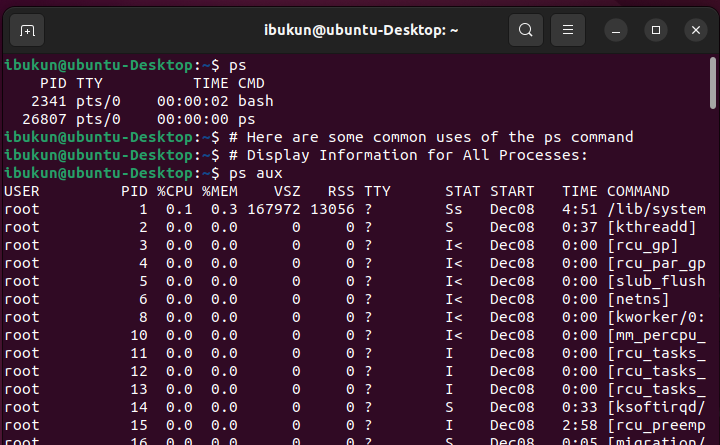 ibukun@ubuntu-Desktop: ~
ibukun@ubuntu-Desktop:~$ ps
    PID TTY          TIME CMD
   2341 pts/0    00:00:02 bash
  26807 pts/0    00:00:00 ps
ibukun@ubuntu-Desktop:~$ # Here are some common uses of the ps command
ibukun@ubuntu-Desktop:~$ # Display Information for All Processes:
ibukun@ubuntu-Desktop:~$ ps aux
USER         PID %CPU %MEM    VSZ   RSS TTY      STAT START   TIME COMMAND
root           1  0.1  0.3 167972 13056 ?        Ss   Dec08   4:51 /lib/system
root           2  0.0  0.0      0     0 ?        S    Dec08   0:37 [kthreadd]
root           3  0.0  0.0      0     0 ?        I<   Dec08   0:00 [rcu_gp]
root           4  0.0  0.0      0     0 ?        I<   Dec08   0:00 [rcu_par_gp
root           5  0.0  0.0      0     0 ?        I<   Dec08   0:00 [slub_flush
root           6  0.0  0.0      0     0 ?        I<   Dec08   0:00 [netns]
root           8  0.0  0.0      0     0 ?        I<   Dec08   0:00 [kworker/0:
root          10  0.0  0.0      0     0 ?        I<   Dec08   0:00 [mm_percpu_
root          11  0.0  0.0      0     0 ?        I    Dec08   0:00 [rcu_tasks_
root          12  0.0  0.0      0     0 ?        I    Dec08   0:00 [rcu_tasks_
root          13  0.0  0.0      0     0 ?        I    Dec08   0:00 [rcu_tasks_
root          14  0.0  0.0      0     0 ?        S    Dec08   0:33 [ksoftirqd/
root          15  0.0  0.0      0     0 ?        I    Dec08   2:58 [rcu_preemp
root          16  0.0  0.0      0     0 ?        S    Dec08   0:05 [migration/